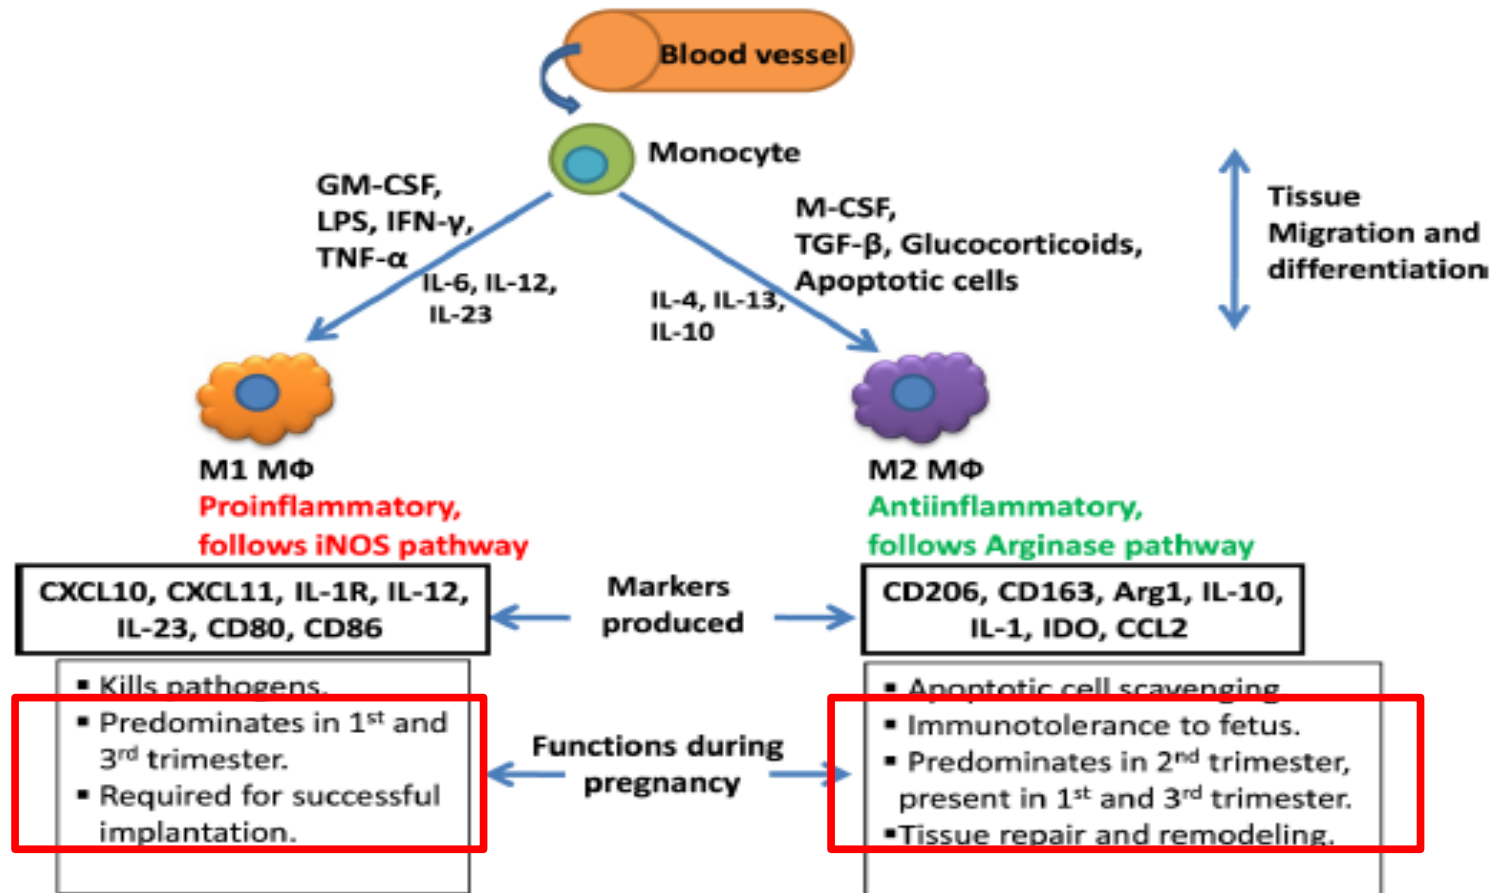 Blood vessel
Monocyte
GM-CSF,
LPS, IFN-γ,
TNF-α
IL-6, IL-12,
IL-23
M-CSF,
TGF-β, Glucocorticoids,
Apoptotic cells
IL-4, IL-13,
IL-10
Tissue
Migration and
differentiation
M1 MΦ
Proinflammatory,
follows iNOS pathway
M2 MΦ
Antiinflammatory,
follows Arginase pathway
CXCL10, CXCL11, IL-1R, IL-12,
IL-23, CD80, CD86
Markers
produced
CD206, CD163, Arg1, IL-10,
IL-1, IDO, CCL2
▪ Kills pathogens.
▪ Predominates in 1st and
3rd trimester.
▪ Required for successful
implantation.
Functions during
pregnancy
▪ Apoptotic cell scavenging
▪ Immunotolerance to fetus.
▪ Predominates in 2nd trimester,
present in 1st and 3rd trimester.
▪Tissue repair and remodeling.